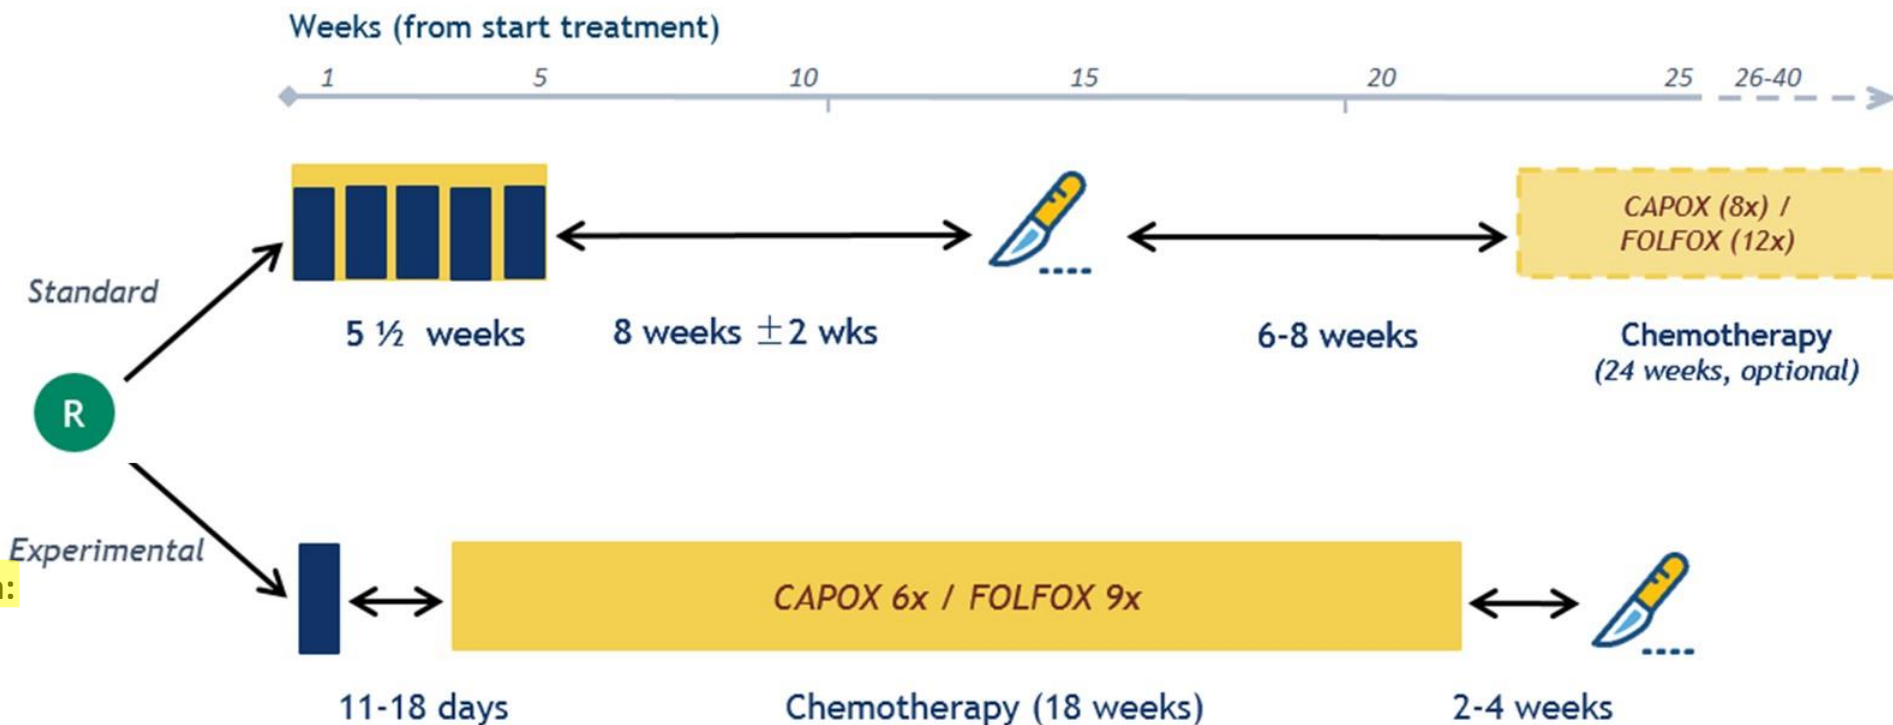 Weeks (from start treatment)
1 5 10 15 20 25 26-40
CAPOX (8x) /
FOLFOX (12x)
Standard
5 ½ weeks 8 weeks ±2 wks 6-8 weeks Chemotherapy
(24 weeks, optional)
R
Experimental
CAPOX 6x / FOLFOX 9x
11-18 days Chemotherapy (18 weeks) 2-4 weeks